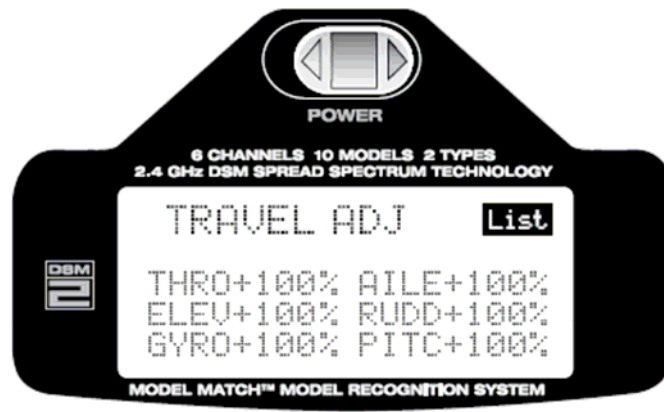 POWER
6 CHANNELS 10 MODELS 2 TYPES
2.4 GHz DSM SPREAD SPECTRUM TECHNOLOGY
TRAVEL ADJ List
DSM
2
THRO+100% AILE+100%
ELEV+100% RUDD+100%
GYRO+100% PITC+100%
MODEL MATCH™ MODEL RECOGNITION SYSTEM